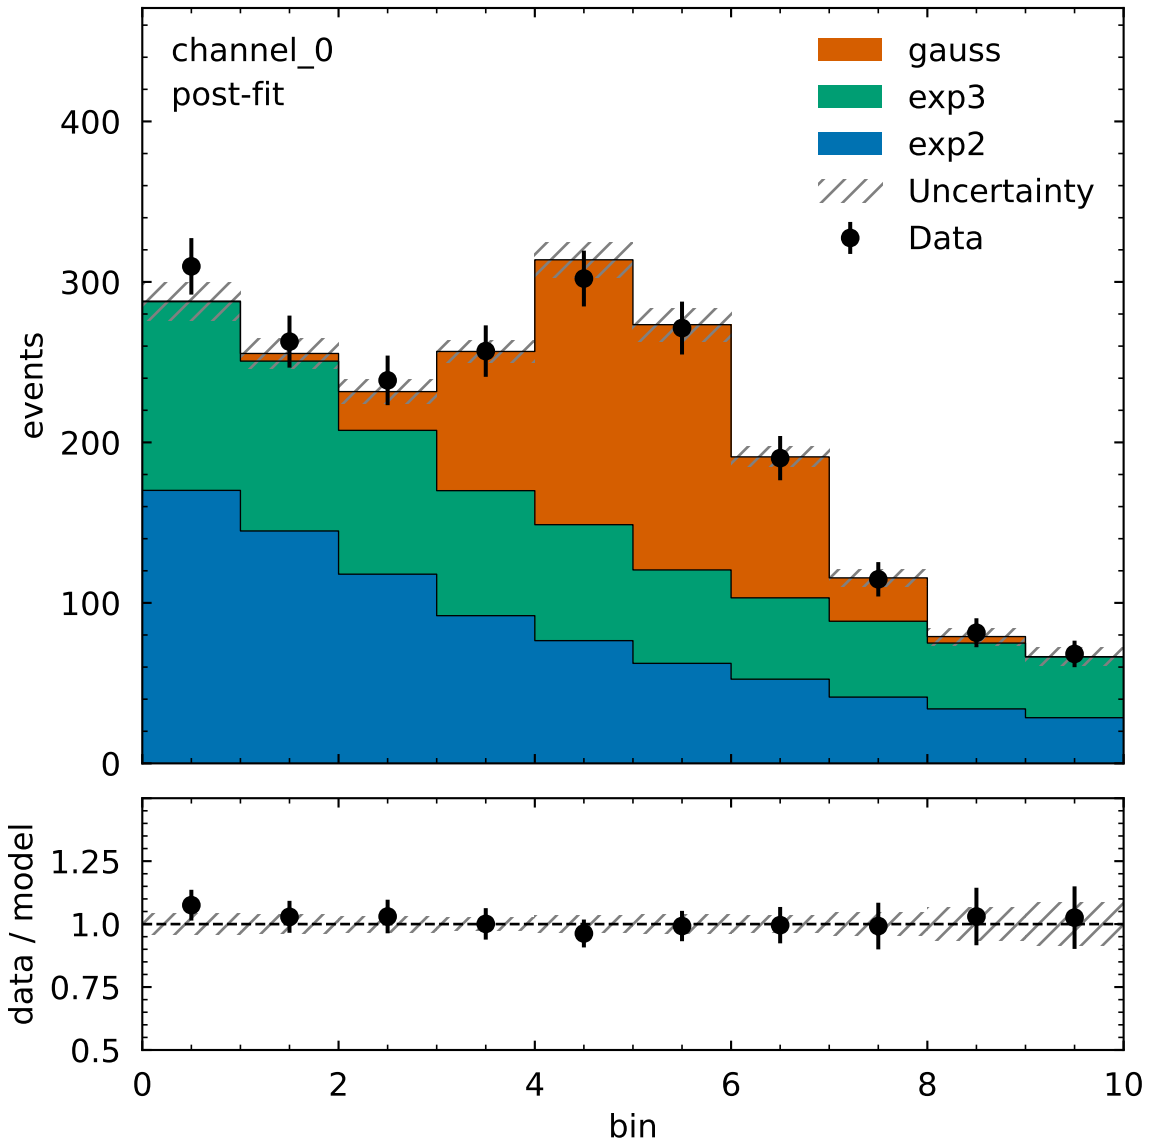 channel_0
post-fit
gauss
exp3
exp2
Uncertainty
Data
events
400
300
200
100
0
data / model
1.25
1.0
0.75
0.5
0 2 4 6 8 10
bin